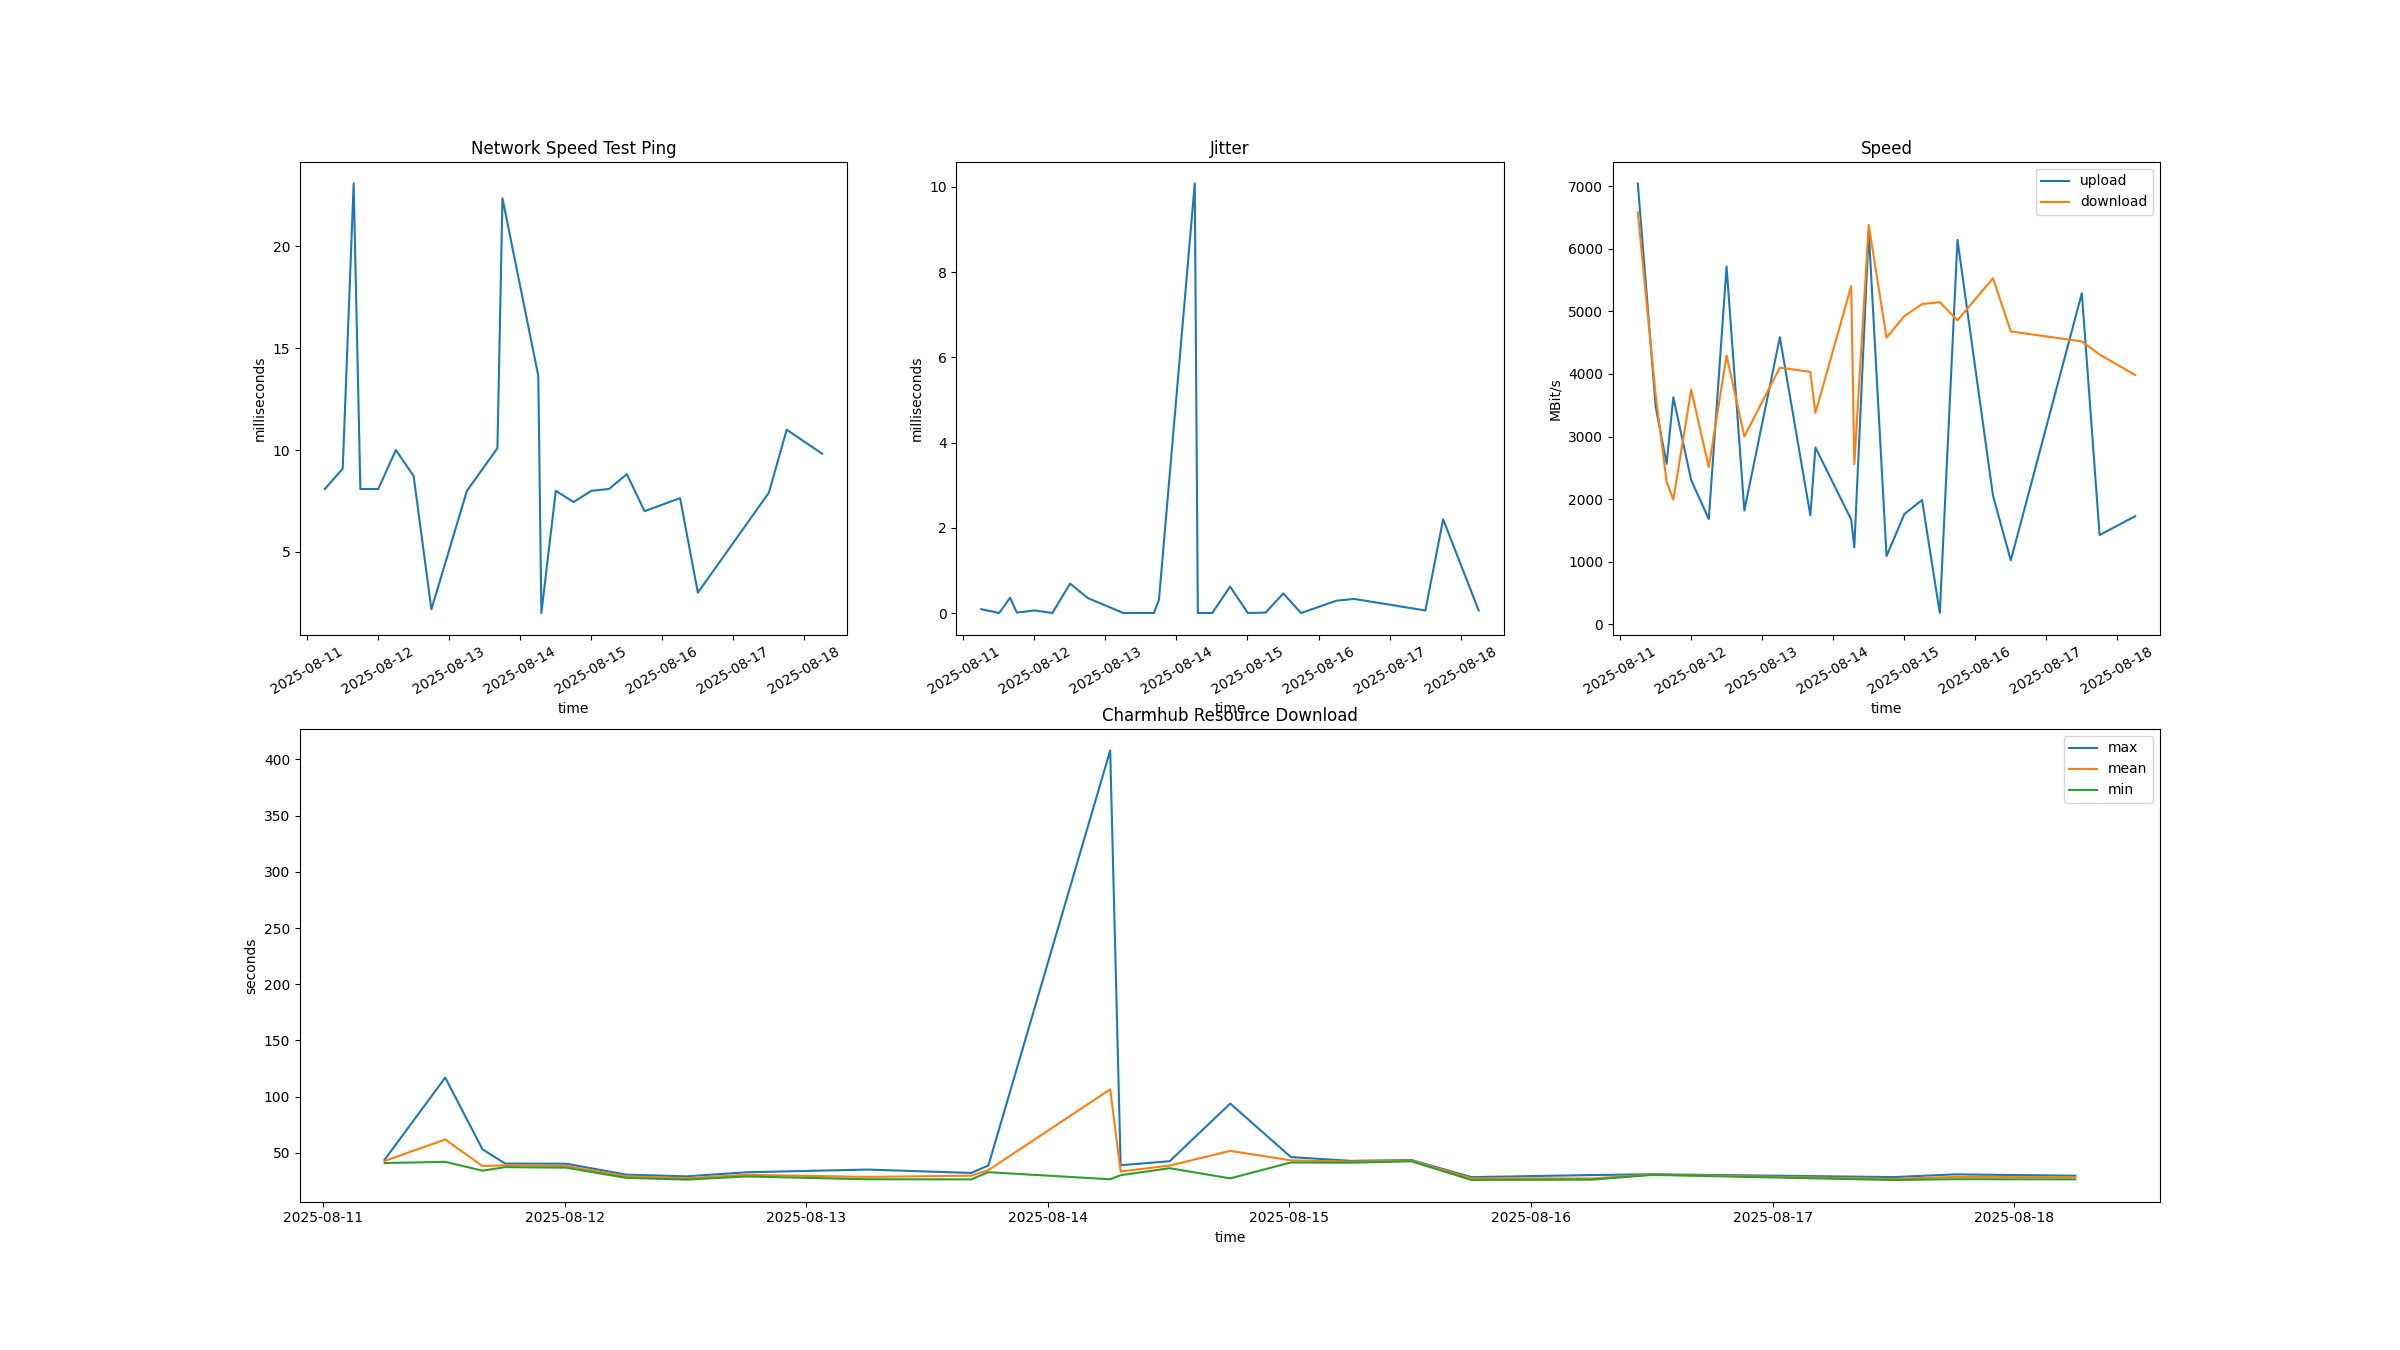 Network Speed Test Ping
milliseconds
20
15
10
5
2025-08-11 2025-08-12 2025-08-13 2025-08-14 2025-08-15 2025-08-16 2025-08-17 2025-08-18
time
Jitter
milliseconds
10
8
6
4
2
0
2025-08-11 2025-08-12 2025-08-13 2025-08-14 2025-08-15 2025-08-16 2025-08-17 2025-08-18
time
Speed
MBit/s
7000
6000
5000
4000
3000
2000
1000
0
upload
download
2025-08-11 2025-08-12 2025-08-13 2025-08-14 2025-08-15 2025-08-16 2025-08-17 2025-08-18
time
Charmhub Resource Download
seconds
400
350
300
250
200
150
100
50
max
mean
min
2025-08-11 2025-08-12 2025-08-13 2025-08-14 2025-08-15 2025-08-16 2025-08-17 2025-08-18
time